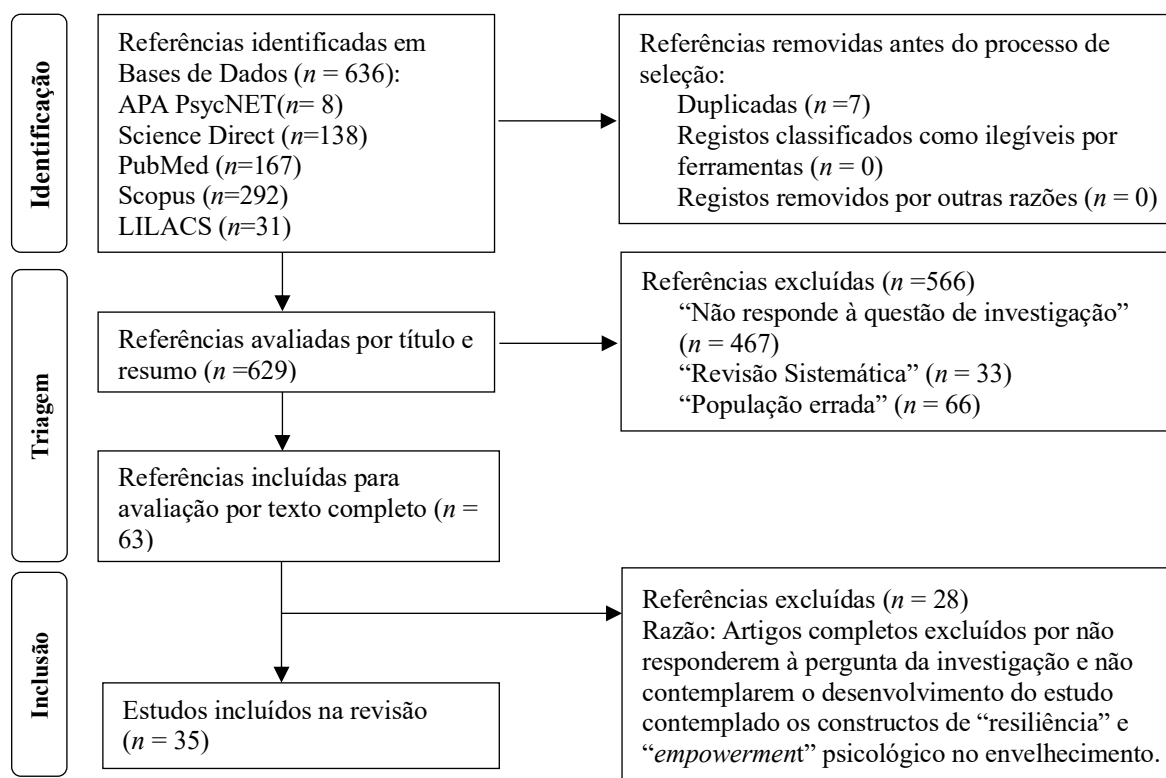 Identificação
Referências identificadas em
Bases de Dados (n = 636):
APA PsycNET(n= 8)
Science Direct (n=138)
PubMed (n=167)
Scopus (n=292)
LILACS (n=31)
Referências removidas antes do processo de
seleção:
Duplicadas (n =7)
Registos classificados como ilegíveis por
ferramentas (n = 0)
Registos removidos por outras razões (n = 0)
Triagem
Referências avaliadas por título e
resumo (n =629)
Referências excluídas (n =566)
“Não responde à questão de investigação”
(n = 467)
“Revisão Sistemática” (n = 33)
“População errada” (n = 66)
Referências incluídas para
avaliação por texto completo (n =
63)
Inclusão
Referências excluídas (n = 28)
Razão: Artigos completos excluídos por não
responderem à pergunta da investigação e não
contemplarem o desenvolvimento do estudo
contemplado os constructos de “resiliência” e
“empowerment” psicológico no envelhecimento.
Estudos incluídos na revisão
(n = 35)